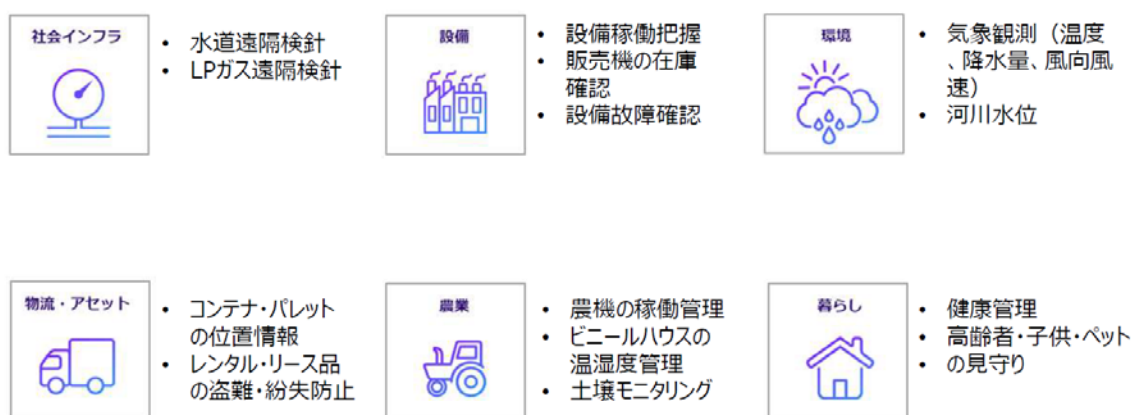 社会インフラ
• 水道遠隔検針
• LPガス遠隔検針
設備
• 設備稼働把握
• 販売機の在庫
確認
• 設備故障確認
環境
• 気象観測（温度
、降水量、風向風
速）
• 河川水位
物流・アセット
• コンテナ・パレット
の位置情報
• レンタル・リース品
の盗難・紛失防止
農業
• 農機の稼働管理
• ビニールハウスの
温湿度管理
• 土壌モニタリング
暮らし
• 健康管理
• 高齢者・子供・ペット
• の見守り